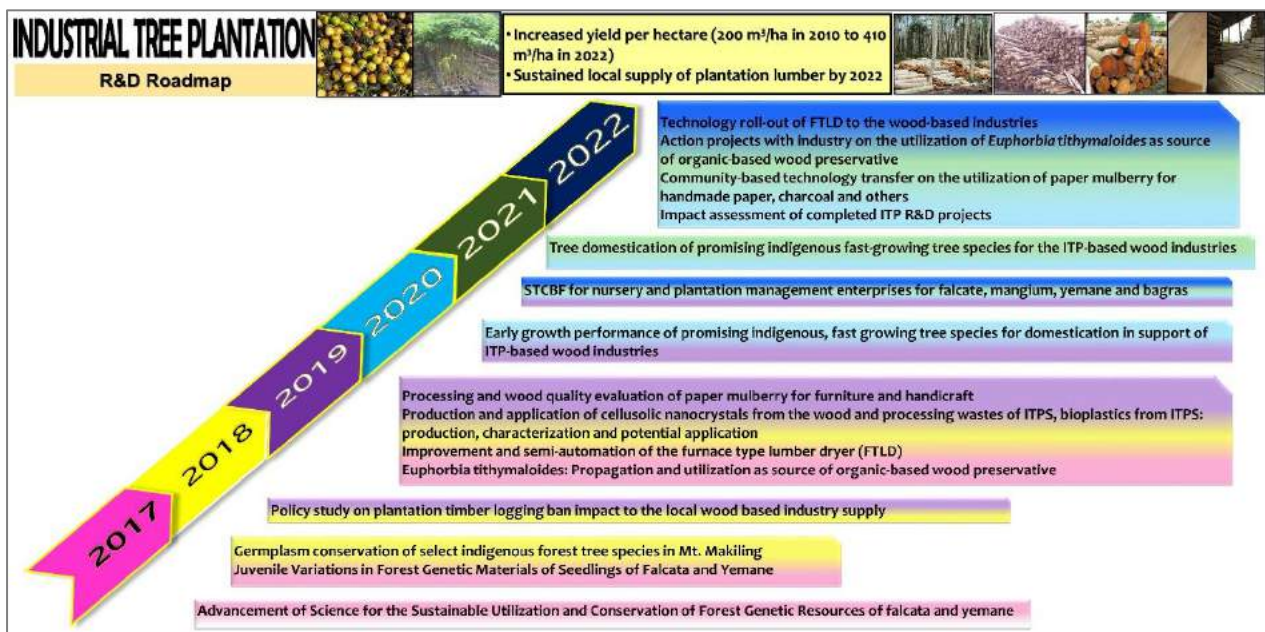 INDUSTRIAL TREE PLANTATION
R&D Roadmap
• Increased yield per hectare (200 m³/ha in 2010 to 410
m³/ha in 2022)
• Sustained local supply of plantation lumber by 2022
2022
2021
2020
2019
2018
2017
Technology roll-out of FTLD to the wood-based industries
Action projects with industry on the utilization of Euphorbia tithymaloides as source
of organic-based wood preservative
Community-based technology transfer on the utilization of paper mulberry for
handmade paper, charcoal and others
Impact assessment of completed ITP R&D projects
Tree domestication of promising indigenous fast-growing tree species for the ITP-based wood industries
STCBF for nursery and plantation management enterprises for falcate, mangium, yemane and bagras
Early growth performance of promising indigenous, fast growing tree species for domestication in support of
ITP-based wood industries
Processing and wood quality evaluation of paper mulberry for furniture and handicraft
Production and application of cellusolic nanocrystals from the wood and processing wastes of ITPS, bioplastics from ITPS:
production, characterization and potential application
Improvement and semi-automation of the furnace type lumber dryer (FTLD)
Euphorbia tithymaloides: Propagation and utilization as source of organic-based wood preservative
Policy study on plantation timber logging ban impact to the local wood based industry supply
Germplasm conservation of select indigenous forest tree species in Mt. Makiling
Juvenile Variations in Forest Genetic Materials of Seedlings of Falcata and Yemane
Advancement of Science for the Sustainable Utilization and Conservation of Forest Genetic Resources of falcata and yemane